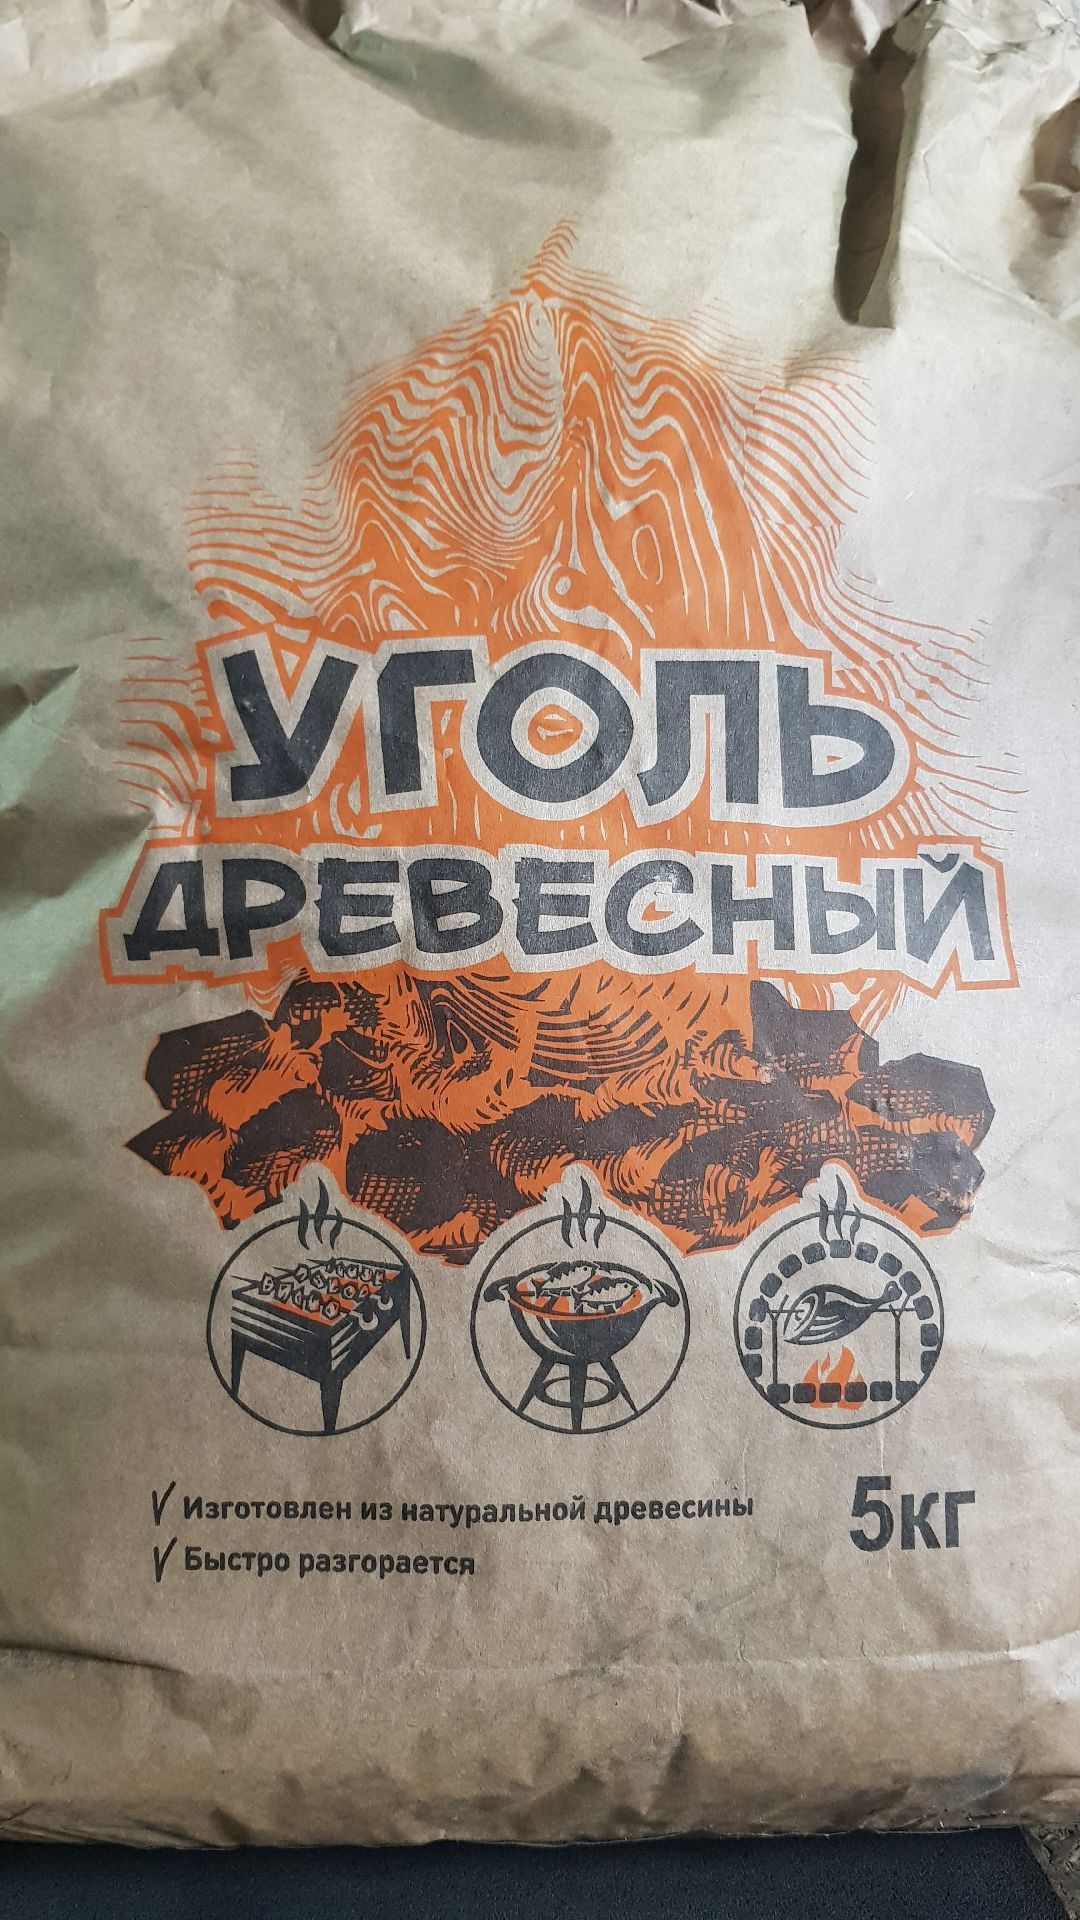 УГОЛЬ
ДРЕВЕСНЫЙ
√ Изготовлен из натуральной древесины
√ Быстро разгорается
5кг